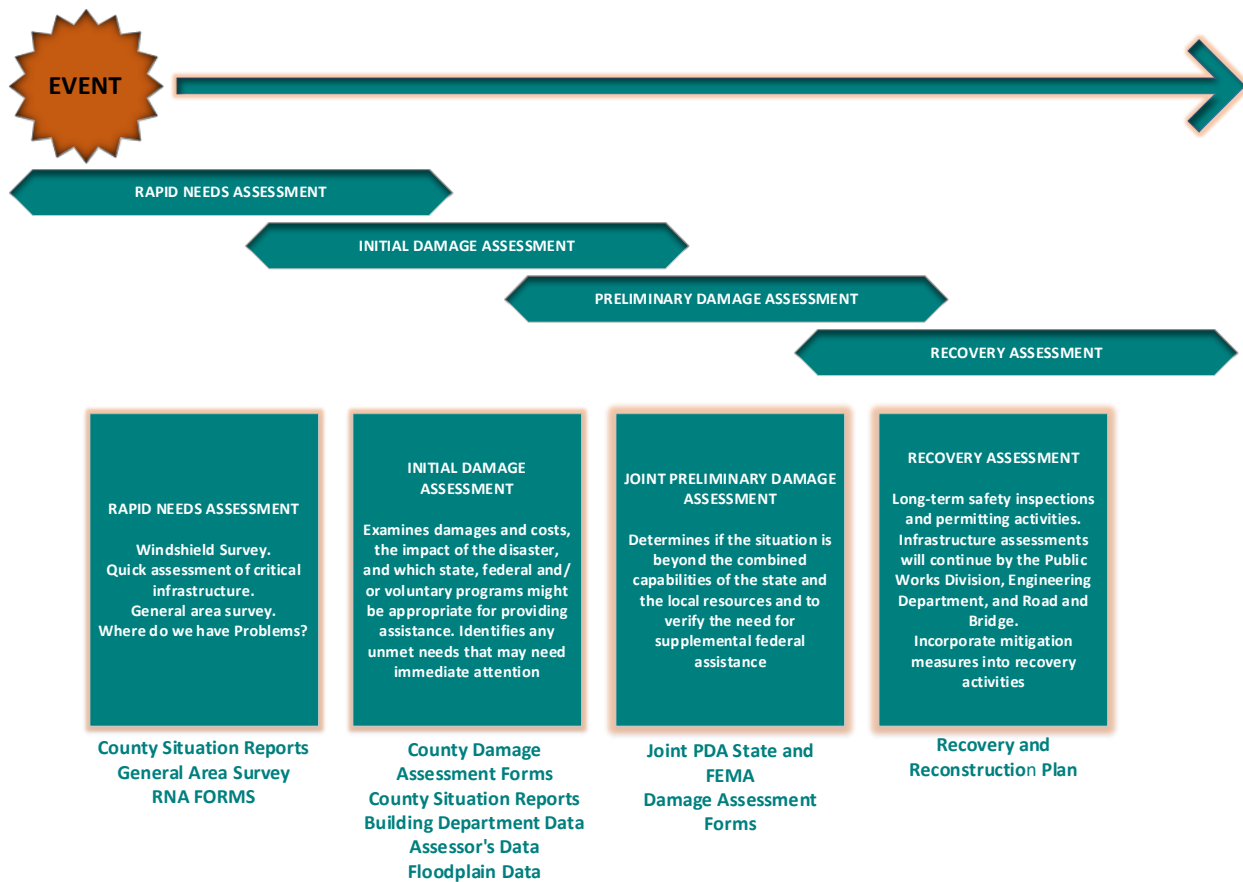 EVENT
RAPID NEEDS ASSESSMENT
INITIAL DAMAGE ASSESSMENT
PRELIMINARY DAMAGE ASSESSMENT
RECOVERY ASSESSMENT
RAPID NEEDS ASSESSMENT
Windshield Survey.
Quick assessment of critical
infrastructure.
General area survey.
Where do we have Problems?
INITIAL DAMAGE
ASSESSMENT
Examines damages and costs,
the impact of the disaster,
and which state, federal and/
or voluntary programs might
be appropriate for providing
assistance. Identifies any
unmet needs that may need
immediate attention
JOINT PRELIMINARY DAMAGE
ASSESSMENT
Determines if the situation is
beyond the combined
capabilities of the state and
the local resources and to
verify the need for
supplemental federal
assistance
RECOVERY ASSESSMENT
Long-term safety inspections
and permitting activities.
Infrastructure assessments
will continue by the Public
Works Division, Engineering
Department, and Road and
Bridge.
Incorporate mitigation
measures into recovery
activities
County Situation Reports
General Area Survey
RNA FORMS
County Damage
Assessment Forms
County Situation Reports
Building Department Data
Assessor's Data
Floodplain Data
Joint PDA State and
FEMA
Damage Assessment
Forms
Recovery and
Reconstruction Plan